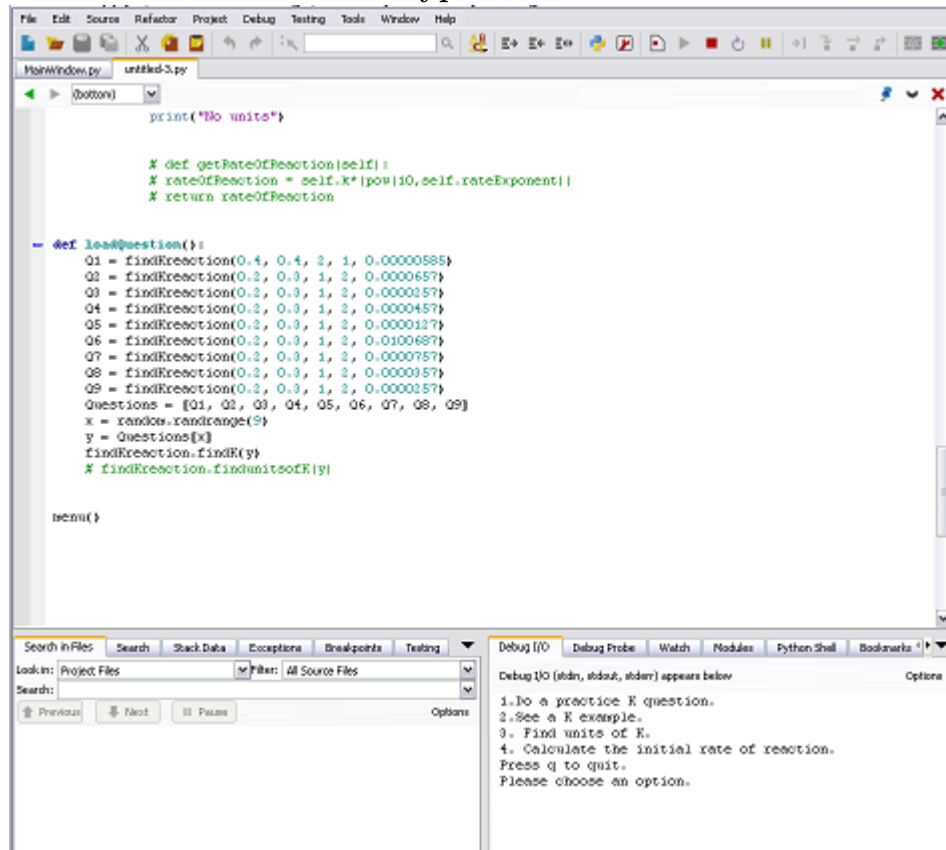 File Edit Source Refactor Project Debug Testing Tools Window Help
MainWindow.py untitled-3.py
(bottom)
print("No units")
# def getRateOfReaction(self):
# rateOfReaction = self.k*(pow(10,self.rateExponent))
# return rateOfReaction
def loadQuestion():
Q1 = findKreaction(0.4, 0.4, 2, 1, 0.00000585)
Q2 = findKreaction(0.2, 0.3, 1, 2, 0.0000657)
Q3 = findKreaction(0.2, 0.3, 1, 2, 0.0000257)
Q4 = findKreaction(0.2, 0.3, 1, 2, 0.0000457)
Q5 = findKreaction(0.2, 0.3, 1, 2, 0.0000127)
Q6 = findKreaction(0.2, 0.3, 1, 2, 0.0100687)
Q7 = findKreaction(0.2, 0.3, 1, 2, 0.0000757)
Q8 = findKreaction(0.2, 0.3, 1, 2, 0.0000357)
Q9 = findKreaction(0.2, 0.3, 1, 2, 0.0000257)
Questions = [Q1, Q2, Q3, Q4, Q5, Q6, Q7, Q8, Q9]
x = random.randrange(9)
y = Questions[x]
findKreaction.findK(y)
# findKreaction.findunitsofK(y)
menu()
Search in Files Search Stack Data Exceptions Breakpoints Testing
Look in: Project Files Filter: All Source Files
Search:
Previous Next Pause Options
Debug I/O Debug Probe Watch Modules Python Shell Bookmarks
Debug I/O (stdin, stdout, stderr) appears below Options
1.Do a practice K question.
2.See a K example.
3. Find units of K.
4. Calculate the initial rate of reaction.
Press q to quit.
Please choose an option.